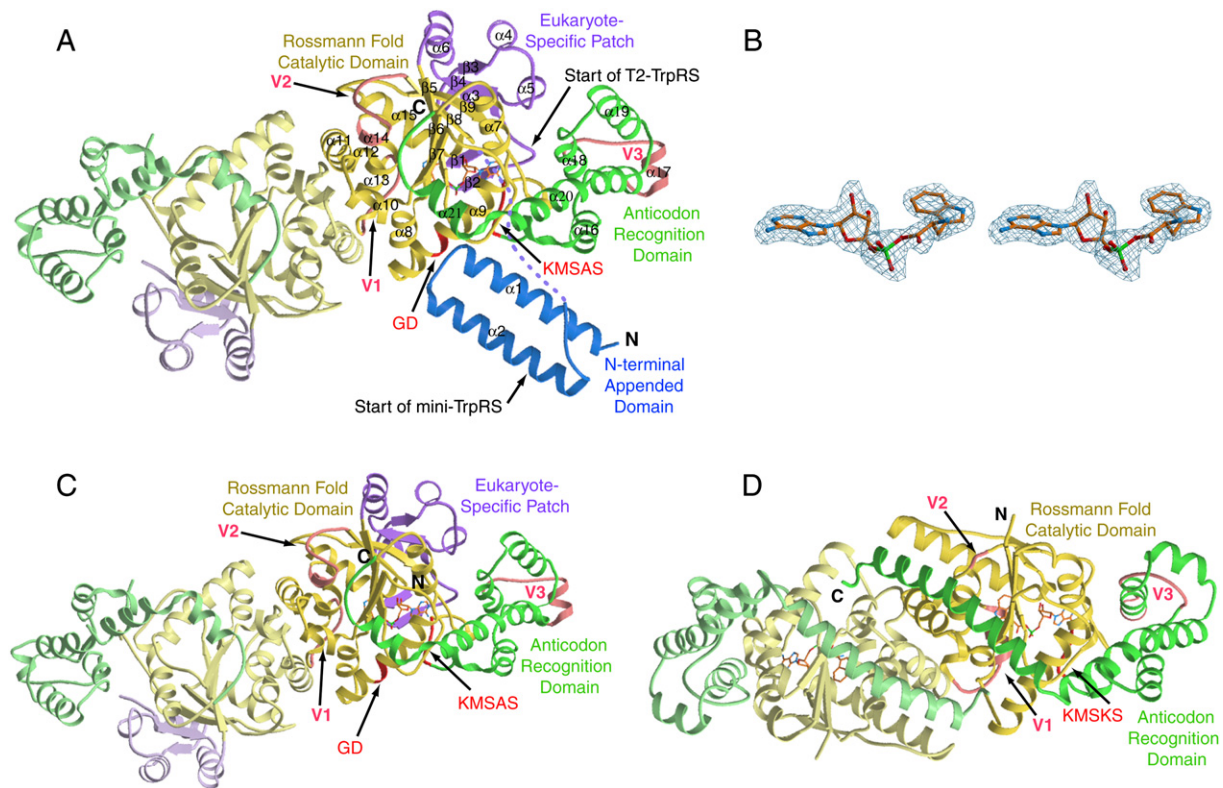 A
Rossmann Fold
Catalytic Domain
V2
Eukaryote-
Specific Patch
Start of T2-TrpRS
α6
α4
β3
β4
α5
β5
α3
C
β9
α15
β8
α7
β6
α19
α11
α14
α12
β7
β1
α18
V3
α17
α13
β2
α10
α20
α21
α9
α16
α8
Anticodon
Recognition
Domain
V1
KMSAS
GD
α1
α2
N
N-terminal
Appended
Domain
Start of mini-TrpRS
B
C
Rossmann Fold
Catalytic Domain
V2
Eukaryote-
Specific Patch
C
N
V3
Anticodon
Recognition
Domain
V1
KMSAS
GD
D
V2
N
Rossmann Fold
Catalytic Domain
C
V3
V1
KMSKS
Anticodon
Recognition
Domain